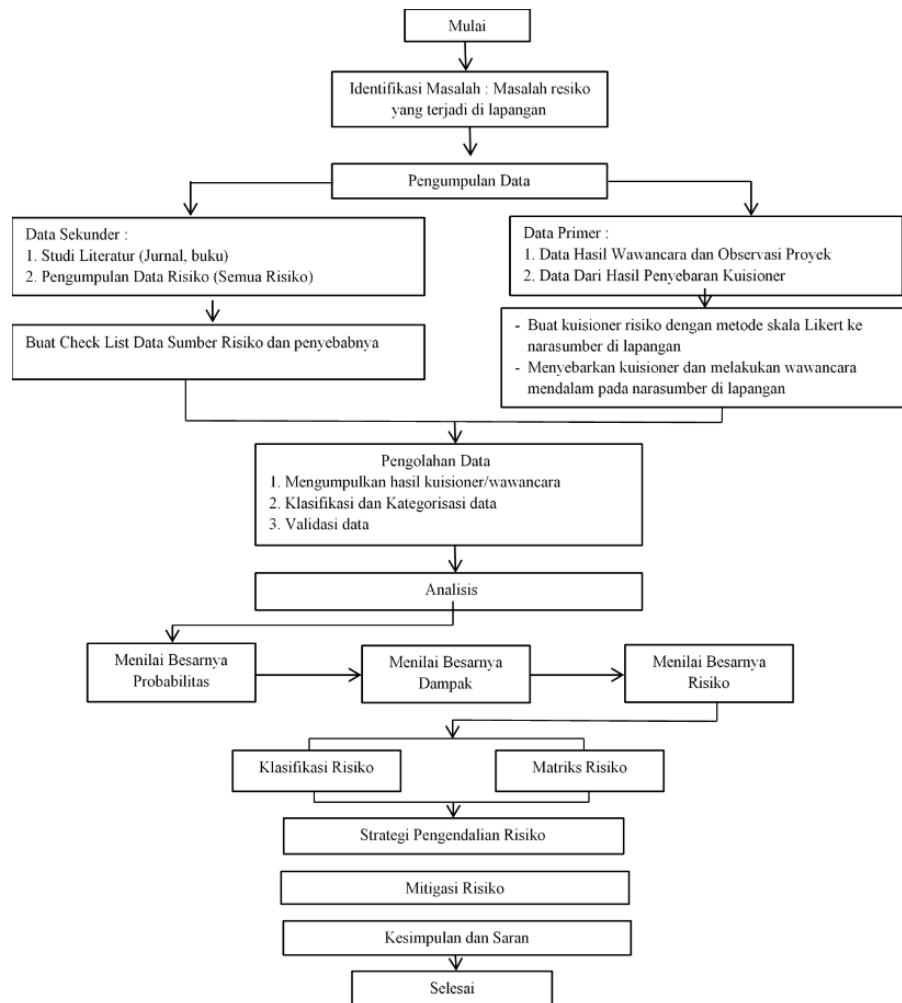 Mulai
Identifikasi Masalah : Masalah resiko
yang terjadi di lapangan
Pengumpulan Data
Data Sekunder :
1. Studi Literatur (Jurnal, buku)
2. Pengumpulan Data Risiko (Semua Risiko)
Data Primer :
1. Data Hasil Wawancara dan Observasi Proyek
2. Data Dari Hasil Penyebaran Kuisioner
Buat Check List Data Sumber Risiko dan penyebabnya
- Buat kuisioner risiko dengan metode skala Likert ke
narasumber di lapangan
- Menyebarkan kuisioner dan melakukan wawancara
mendalam pada narasumber di lapangan
Pengolahan Data
1. Mengumpulkan hasil kuisioner/wawancara
2. Klasifikasi dan Kategorisasi data
3. Validasi data
Analisis
Menilai Besarnya
Probabilitas
Menilai Besarnya
Dampak
Menilai Besarnya
Risiko
Klasifikasi Risiko
Matriks Risiko
Strategi Pengendalian Risiko
Mitigasi Risiko
Kesimpulan dan Saran
Selesai